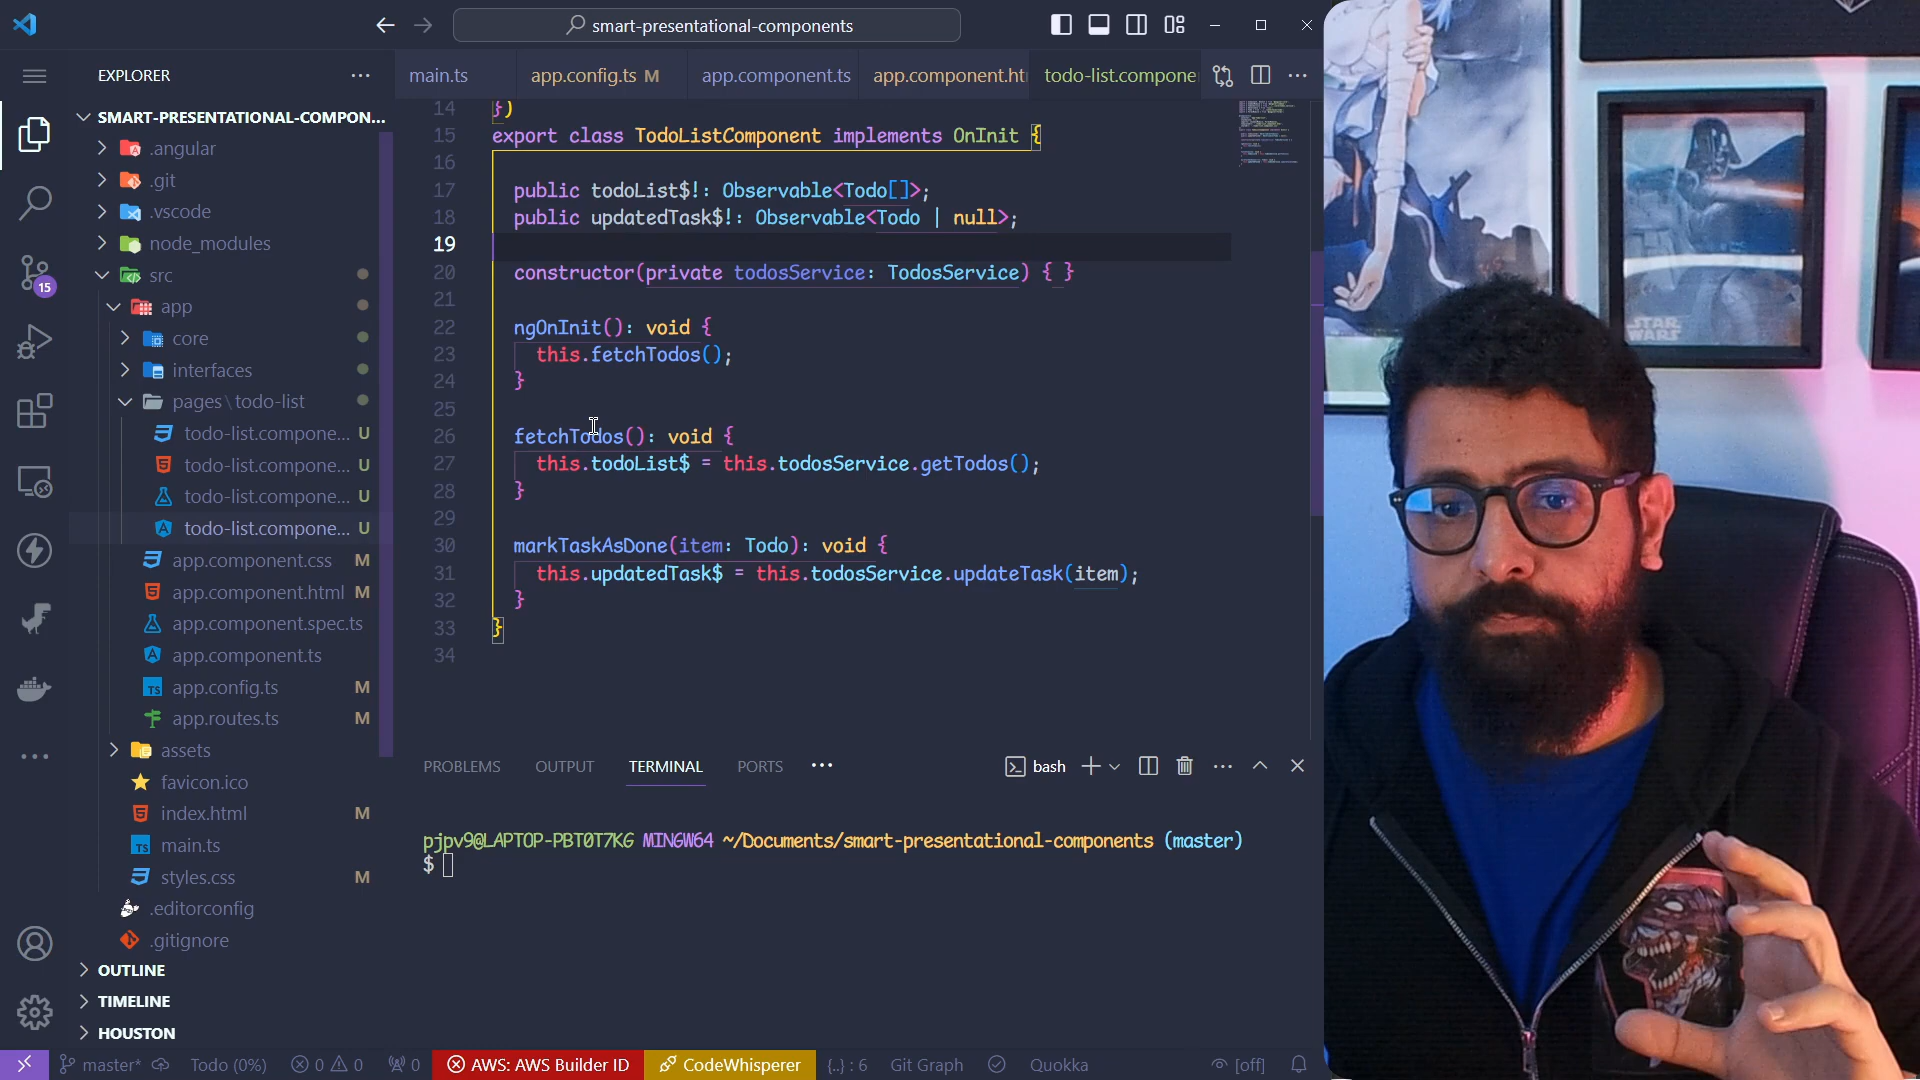 smart-presentational-components
EXPLORER
main.ts
app.config.ts M
app.component.ts
app.component.ht
todo-list.compone
SMART-PRESENTATIONAL-COMPON...
.angular
.git
.vscode
node_modules
src
app
core
interfaces
pages\todo-list
todo-list.compone... U
todo-list.compone... U
todo-list.compone... U
todo-list.compone... U
app.component.css M
app.component.html M
app.component.spec.ts
app.component.ts
app.config.ts M
app.routes.ts M
assets
favicon.ico
index.html M
main.ts
styles.css M
.editorconfig
.gitignore
OUTLINE
TIMELINE
HOUSTON
15
14 })
15 export class TodoListComponent implements OnInit {
16
17 public todoList$!: Observable<Todo[]>;
18 public updatedTask$!: Observable<Todo | null>;
19
20 constructor(private todosService: TodosService) { }
21
22 ngOnInit(): void {
23 this.fetchTodos();
24 }
25
26 fetchTodos(): void {
27 this.todoList$ = this.todosService.getTodos();
28 }
29
30 markTaskAsDone(item: Todo): void {
31 this.updatedTask$ = this.todosService.updateTask(item);
32 }
33 }
34
PROBLEMS OUTPUT TERMINAL PORTS
bash
pjpv9@LAPTOP-PBT0T7KG MINGW64 ~/Documents/smart-presentational-components (master)
$
master* Todo (0%) 0 0 0 AWS: AWS Builder ID CodeWhisperer {..} : 6 Git Graph Quokka [off]
STAR
WARS